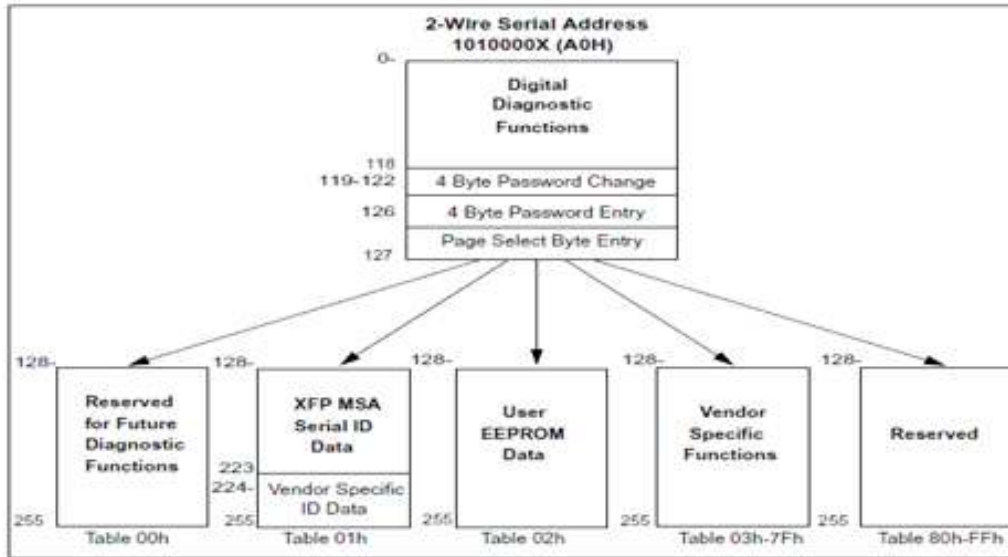 2-Wire Serial Address
1010000X (A0H)
0-
Digital
Diagnostic
Functions
118
119-122
4 Byte Password Change
126
4 Byte Password Entry
Page Select Byte Entry
127
128-
128-
128-
128-
128-
Reserved
for Future
Diagnostic
Functions
255
Table 00h
XFP MSA
Serial ID
Data
223
224-
Vendor Specific
ID Data
255
Table 01h
User
EEPROM
Data
255
Table 02h
Vendor
Specific
Functions
255
Table 03h-7Fh
Reserved
255
Table 80h-FFh